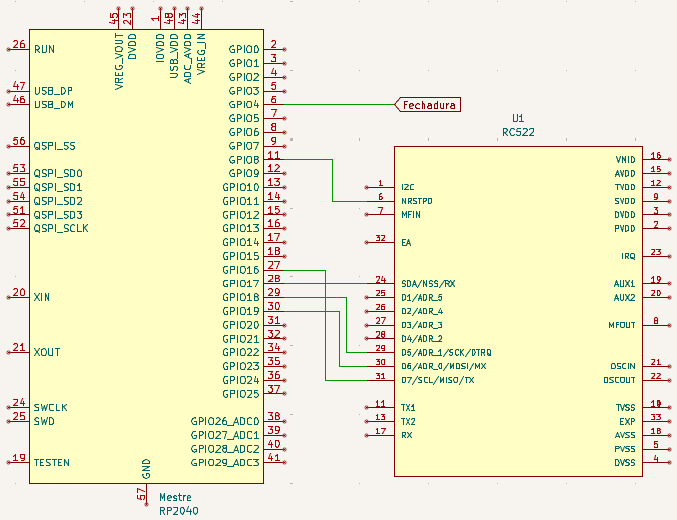 45 23 1 48 43 44
VREG_VOUT DVDD IOVDD USB_VDD ADC_AVDD VREG_IN
26 RUN GPIO0 2
GPIO1 3
GPIO2 4
47 USB_DP GPIO3 5
46 USB_DM GPIO4 6 Fechadura
GPIO5 7
U1
GPIO6 8
RC522
56 QSPI_SS GPIO7 9
GPIO8 11 VMID 16
53 QSPI_SD0 GPIO9 12 AVDD 15
55 QSPI_SD1 GPIO10 13 1 I2C TVDD 12
54 QSPI_SD2 GPIO11 14 6 NRSTPD SVDD 9
51 QSPI_SD3 GPIO12 15 7 MFIN DVDD 3
52 QSPI_SCLK GPIO13 16 PVDD 2
GPIO14 17 32 EA
GPIO15 18 IRQ 23
GPIO16 27
GPIO17 28 24 SDA/NSS/RX AUX1 19
20 XIN GPIO18 29 25 D1/ADR_5 AUX2 20
GPIO19 30 26 D2/ADR_4
GPIO20 31 27 D3/ADR_3 MFOUT 8
GPIO21 32 28 D4/ADR_2
21 XOUT GPIO22 34 29 D5/ADR_1/SCK/DTRQ
GPIO23 35 30 D6/ADR_0/MOSI/MX OSCIN 21
GPIO24 36 31 D7/SCL/MISO/TX OSCOUT 22
GPIO25 37
24 SWCLK 11 TX1 TVSS
25 SWD GPIO26_ADC0 38 13 TX2 EXP 33
GPIO27_ADC1 39 17 RX AVSS 18
GPIO28_ADC2 40 PVSS 5
19 TESTEN GPIO29_ADC3 41 DVSS 4
GND
57
Mestre
RP2040